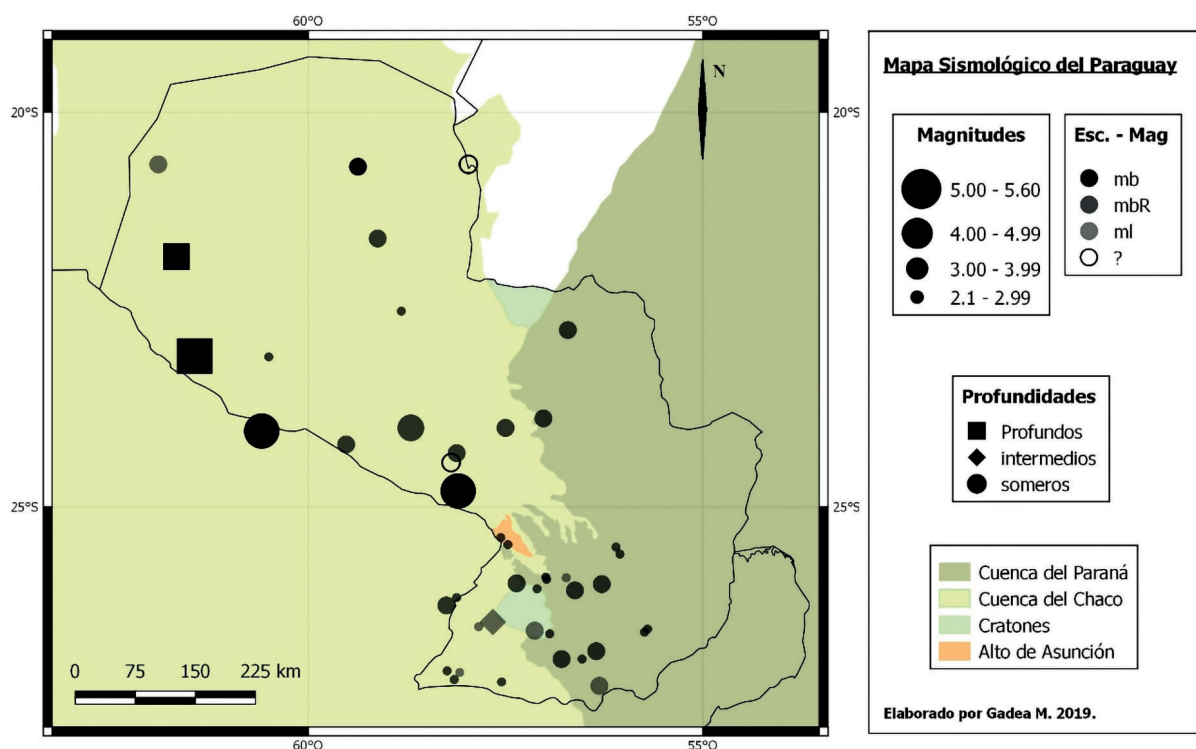 60°O 55°O
N
20°S 20°S
25°S 25°S
0 75 150 225 km
60°O 55°O
Mapa Sismológico del Paraguay
Magnitudes
5.00 - 5.60
4.00 - 4.99
3.00 - 3.99
2.1 - 2.99
Esc. - Mag
mb
mbR
ml
?
Profundidades
Profundos
intermedios
someros
Cuenca del Paraná
Cuenca del Chaco
Cratones
Alto de Asunción
Elaborado por Gadea M. 2019.